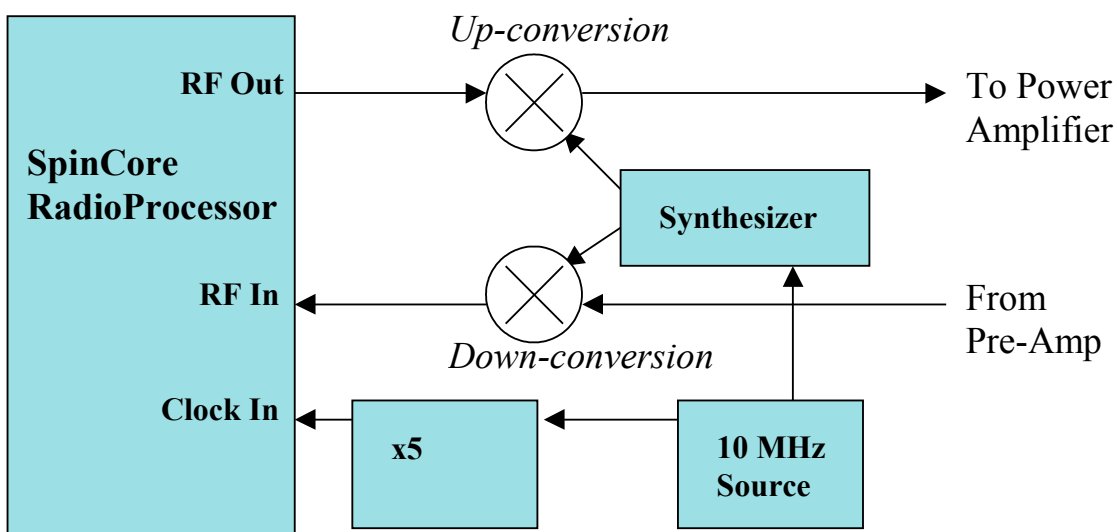 Up-conversion
RF Out
To Power
Amplifier
SpinCore
RadioProcessor
Synthesizer
RF In
From
Pre-Amp
Down-conversion
Clock In
x5
10 MHz
Source